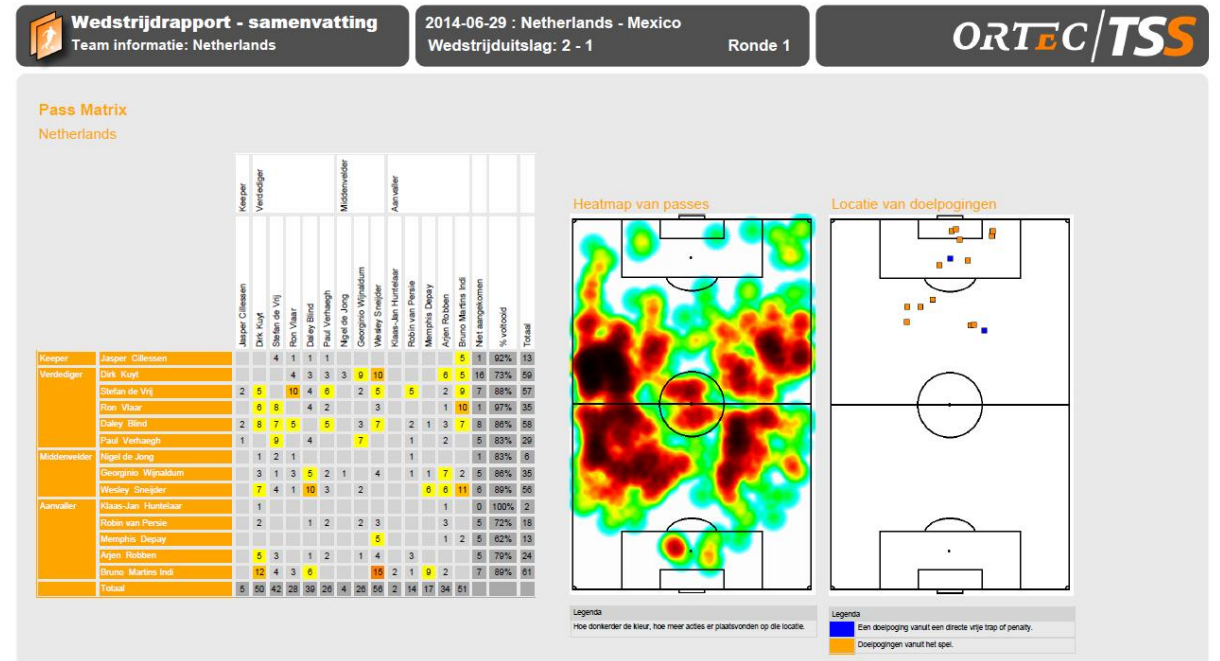 Wedstrijdrapport - samenvatting
Team informatie: Netherlands
2014-06-29 : Netherlands - Mexico
Wedstrijduitslag: 2 - 1 Ronde 1
ORTEC TSS
Pass Matrix
Netherlands
Keeper Verdediger Middenvelder Aanvaller
Jasper Cillessen Dirk Kuyt Stefan de Vrij Ron Vlaar Daley Blind Paul Verhaegh Nigel de Jong Georginio Wijnaldum Wesley Sneijder Klaas-Jan Huntelaar Robin van Persie Memphis Depay Arjen Robben Bruno Martins Indi Niet aangekomen % voltooid Totaal
Keeper Jasper Cillessen 4 1 1 1 5 1 92% 13
Verdediger Dirk Kuyt 4 3 3 3 9 10 6 5 16 73% 59
Stefan de Vrij 2 5 10 4 6 2 5 5 2 9 7 88% 57
Ron Vlaar 6 8 4 2 3 1 10 1 97% 35
Daley Blind 2 8 7 5 5 3 7 2 1 3 7 8 86% 58
Paul Verhaegh 1 9 4 7 1 2 5 83% 29
Middenvelder Nigel de Jong 1 2 1 1 1 83% 6
Georginio Wijnaldum 3 1 3 5 2 1 4 1 1 7 2 5 86% 35
Wesley Sneijder 7 4 1 10 3 2 6 6 11 6 89% 56
Aanvaller Klaas-Jan Huntelaar 1 1 0 100% 2
Robin van Persie 2 1 2 2 3 3 5 72% 18
Memphis Depay 5 1 2 5 62% 13
Arjen Robben 5 3 1 2 1 4 3 5 79% 24
Bruno Martins Indi 12 4 3 6 15 2 1 9 2 7 89% 61
Totaal 5 50 42 28 39 26 4 26 56 2 14 17 34 51
Heatmap van passes
Legenda
Hoe donkerder de kleur, hoe meer acties er plaatsvonden op die locatie.
Locatie van doelpogingen
Legenda
Een doelpoging vanuit een directe vrije trap of penalty.
Doelpogingen vanuit het spel.